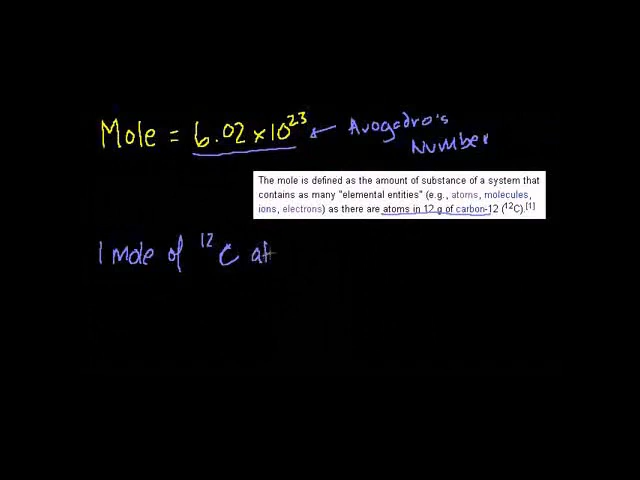 Mole = 6.02 × 10²³ ← Avogadro's
Number
The mole is defined as the amount of substance of a system that
contains as many "elemental entities" (e.g., atoms, molecules,
ions, electrons) as there are atoms in 12 g of carbon-12 (¹²C).[1]
1 mole of ¹²C at